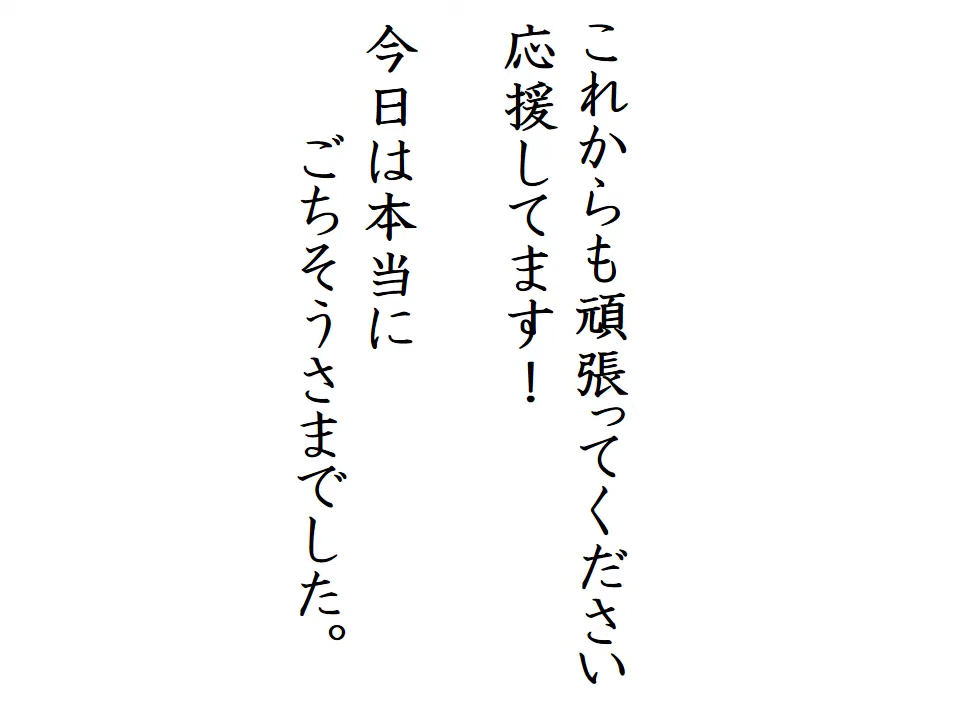 これからも頑張ってください
応援してます！
今日は本当に
ごちそうさまでした。